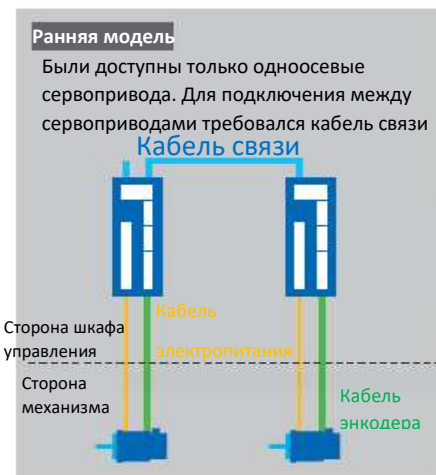 Ранняя модель
Были доступны только одноосевые
сервопривода. Для подключения между
сервоприводами требовался кабель связи
Кабель связи
Кабель
электропитания
Сторона шкафа
управления
Сторона
механизма
Кабель
энкодера